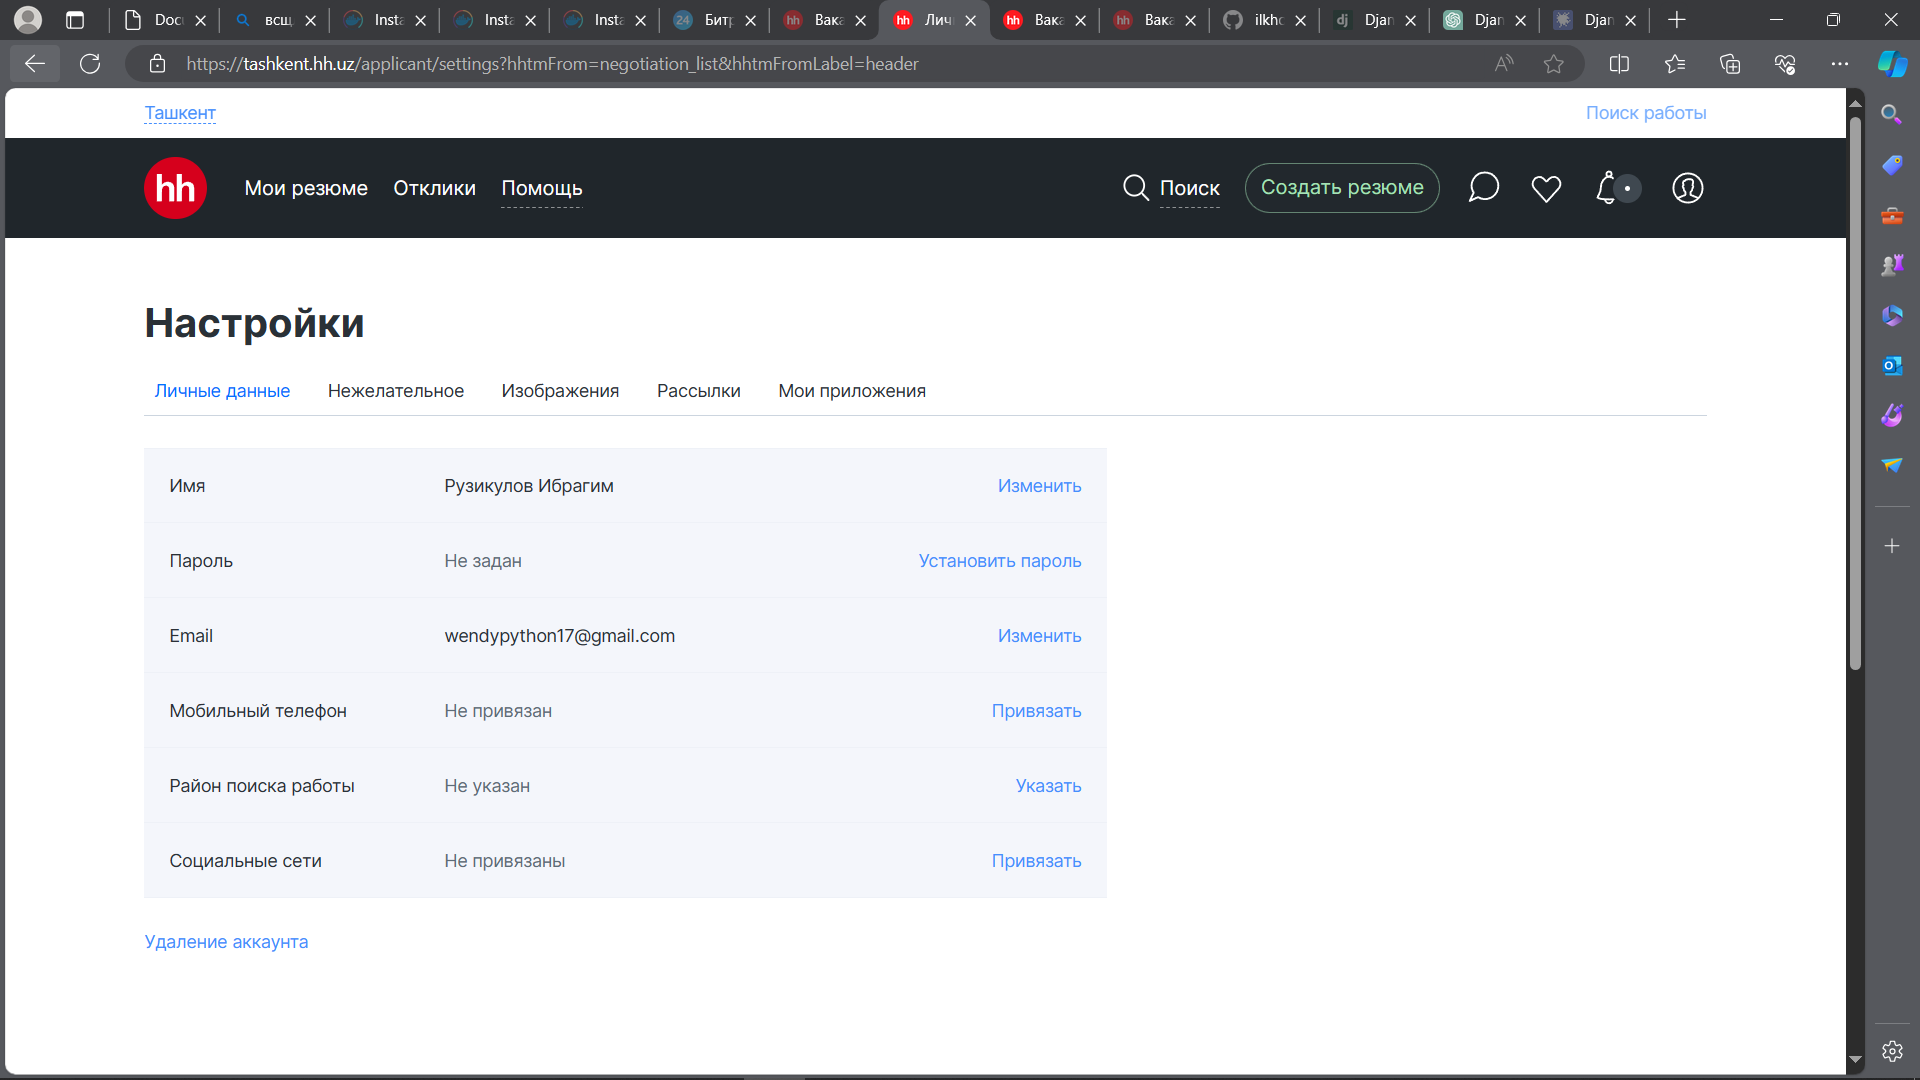 Docu
всщ
Insta
Insta
Insta
24 Битр
hh Вака
hh Личн
hh Вака
hh Вака
ilkho
dj Djan
Djan
Djan
https://tashkent.hh.uz/applicant/settings?hhtmFrom=negotiation_list&hhtmFromLabel=header
Ташкент
Поиск работы
hh
Мои резюме
Отклики
Помощь
Поиск
Создать резюме
Настройки
Личные данные
Нежелательное
Изображения
Рассылки
Мои приложения
Имя
Рузикулов Ибрагим
Изменить
Пароль
Не задан
Установить пароль
Email
wendypython17@gmail.com
Изменить
Мобильный телефон
Не привязан
Привязать
Район поиска работы
Не указан
Указать
Социальные сети
Не привязаны
Привязать
Удаление аккаунта